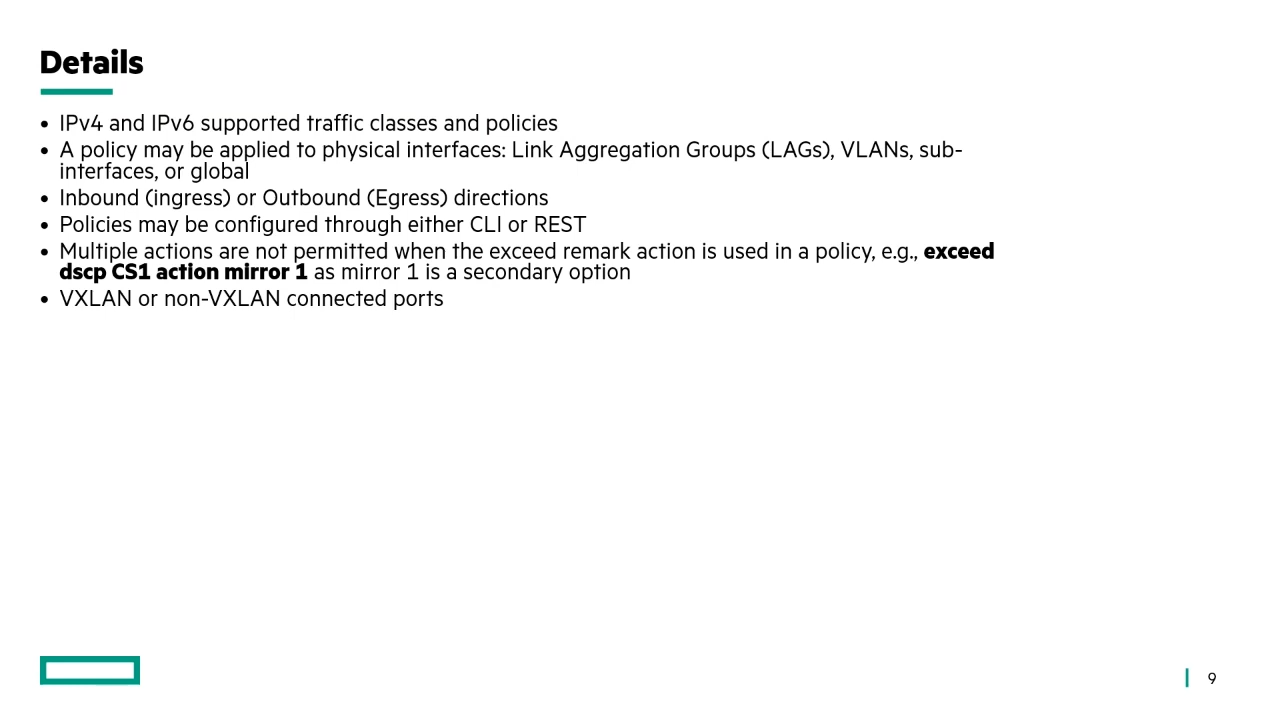 Details
• IPv4 and IPv6 supported traffic classes and policies
• A policy may be applied to physical interfaces: Link Aggregation Groups (LAGs), VLANs, sub-
interfaces, or global
• Inbound (ingress) or Outbound (Egress) directions
• Policies may be configured through either CLI or REST
• Multiple actions are not permitted when the exceed remark action is used in a policy, e.g., exceed
dscp CS1 action mirror 1 as mirror 1 is a secondary option
• VXLAN or non-VXLAN connected ports
9